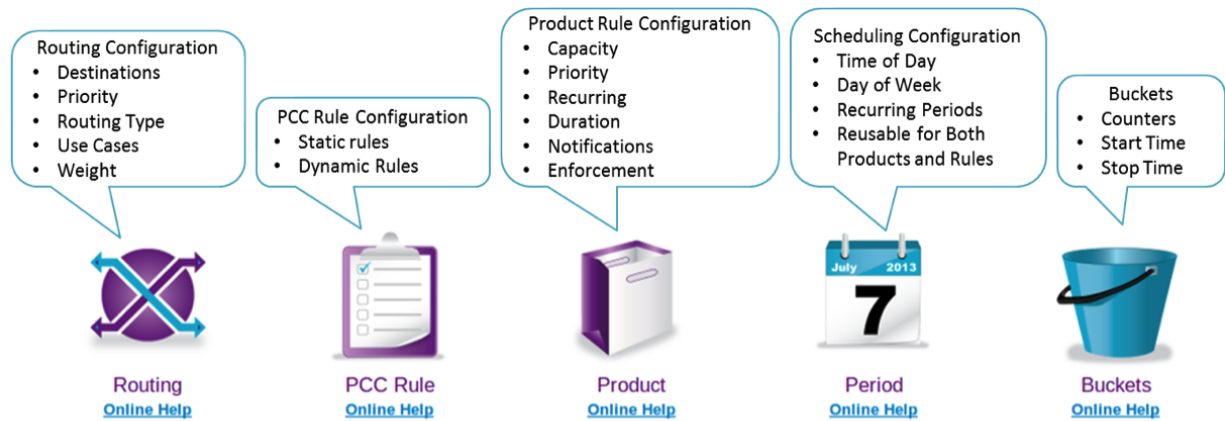 Routing Configuration
• Destinations
• Priority
• Routing Type
• Use Cases
• Weight
PCC Rule Configuration
• Static rules
• Dynamic Rules
Product Rule Configuration
• Capacity
• Priority
• Recurring
• Duration
• Notifications
• Enforcement
Scheduling Configuration
• Time of Day
• Day of Week
• Recurring Periods
• Reusable for Both
Products and Rules
Buckets
• Counters
• Start Time
• Stop Time
July 2013
7
Routing
Online Help
PCC Rule
Online Help
Product
Online Help
Period
Online Help
Buckets
Online Help